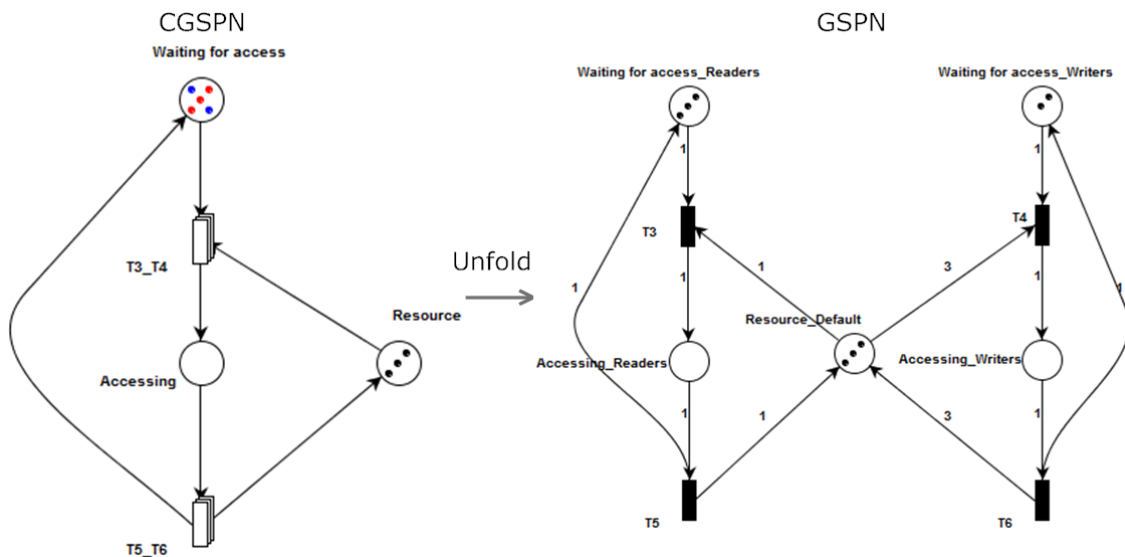 CGSPN
Waiting for access
T3_T4
Resource
Accessing
T5_T6
Unfold
GSPN
Waiting for access_Readers
Waiting for access_Writers
1
1
T3
T4
1
3
1
1
1
1
Resource_Default
Accessing_Readers
Accessing_Writers
1
1
3
1
T5
T6